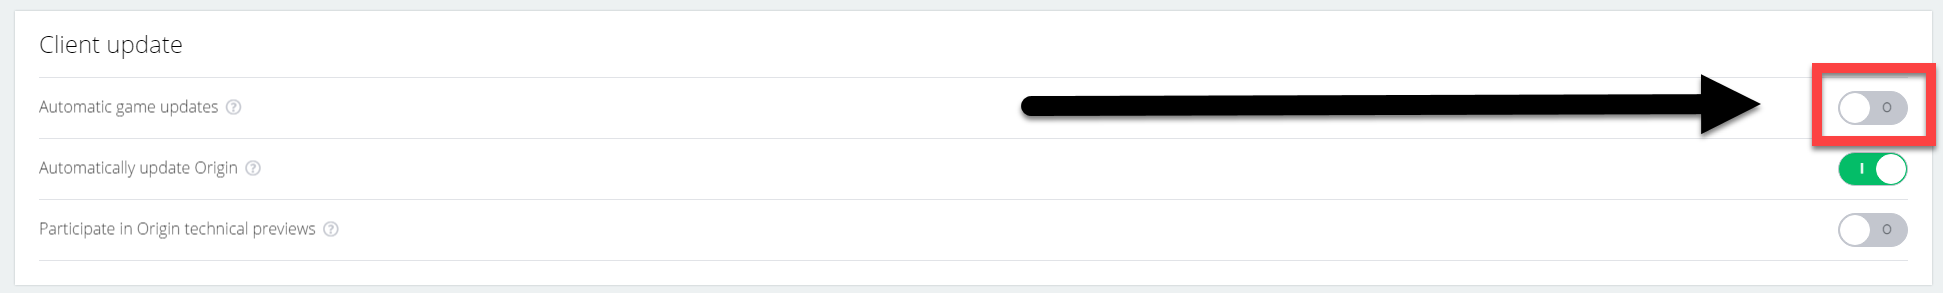 Client update
Automatic game updates ?
O
Automatically update Origin ?
I
Participate in Origin technical previews ?
O